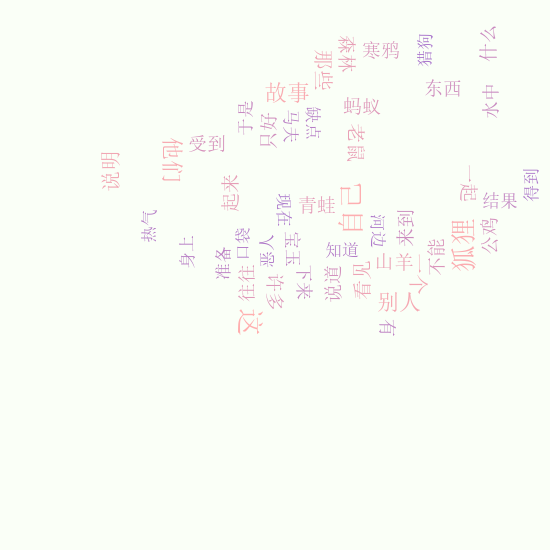 什么
猎狗
寒鸦
森林
那些
东西
水中
故事
蚂蚁
于是
只好
马夫
缺点
老鼠
受到
他们
说明
一起
得到
起来
自己
结果
青蛙
现在
热气
河边
来到
狐狸
公鸡
身上
口袋
恶人
宝玉
知道
不能
准备
往往
许多
下来
说道
看见
山羊
一个
别人
这
有